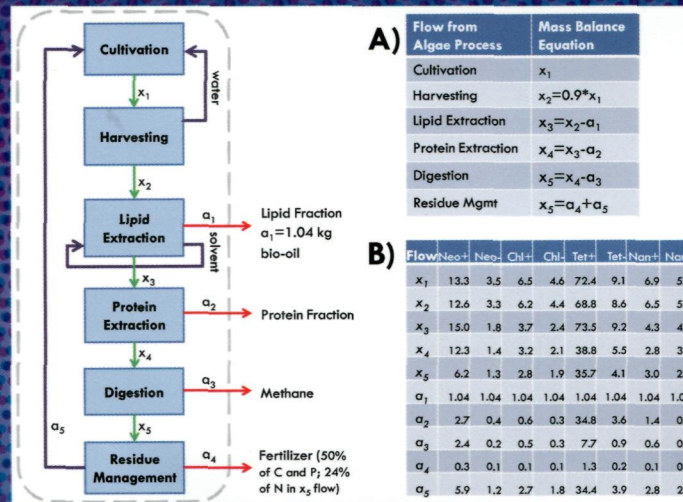 Cultivation
x₁
water
Harvesting
x₂
Lipid Extraction
a₁
solvent
Lipid Fraction
a₁=1.04 kg
bio-oil
x₃
Protein Extraction
a₂
Protein Fraction
x₄
Digestion
a₃
Methane
x₅
a₅
Residue Management
a₄
Fertilizer (50%
of C and P; 24%
of N in x₅ flow)
A)
Flow from Algae Process Mass Balance Equation
Cultivation x₁
Harvesting x₂=0.9*x₁
Lipid Extraction x₃=x₂-a₁
Protein Extraction x₄=x₃-a₂
Digestion x₅=x₄-a₃
Residue Mgmt x₅=a₄+a₅
B)
Flow Neo+ Neo- Chl+ Chl- Tet+ Tet- Nan+
x₁ 13.3 3.5 6.5 4.6 72.4 9.1 6.9
x₂ 12.6 3.3 6.2 4.4 68.8 8.6 6.5
x₃ 15.0 1.8 3.7 2.4 73.5 9.2 4.3
x₄ 12.3 1.4 3.2 2.1 38.8 5.5 2.8
x₅ 6.2 1.3 2.8 1.9 35.7 4.1 3.0
a₁ 1.04 1.04 1.04 1.04 1.04 1.04 1.04
a₂ 2.7 0.4 0.6 0.3 34.8 3.6 1.4
a₃ 2.4 0.2 0.5 0.3 7.7 0.9 0.6
a₄ 0.3 0.1 0.1 0.1 1.3 0.2 0.1
a₅ 5.9 1.2 2.7 1.8 34.4 3.9 2.8